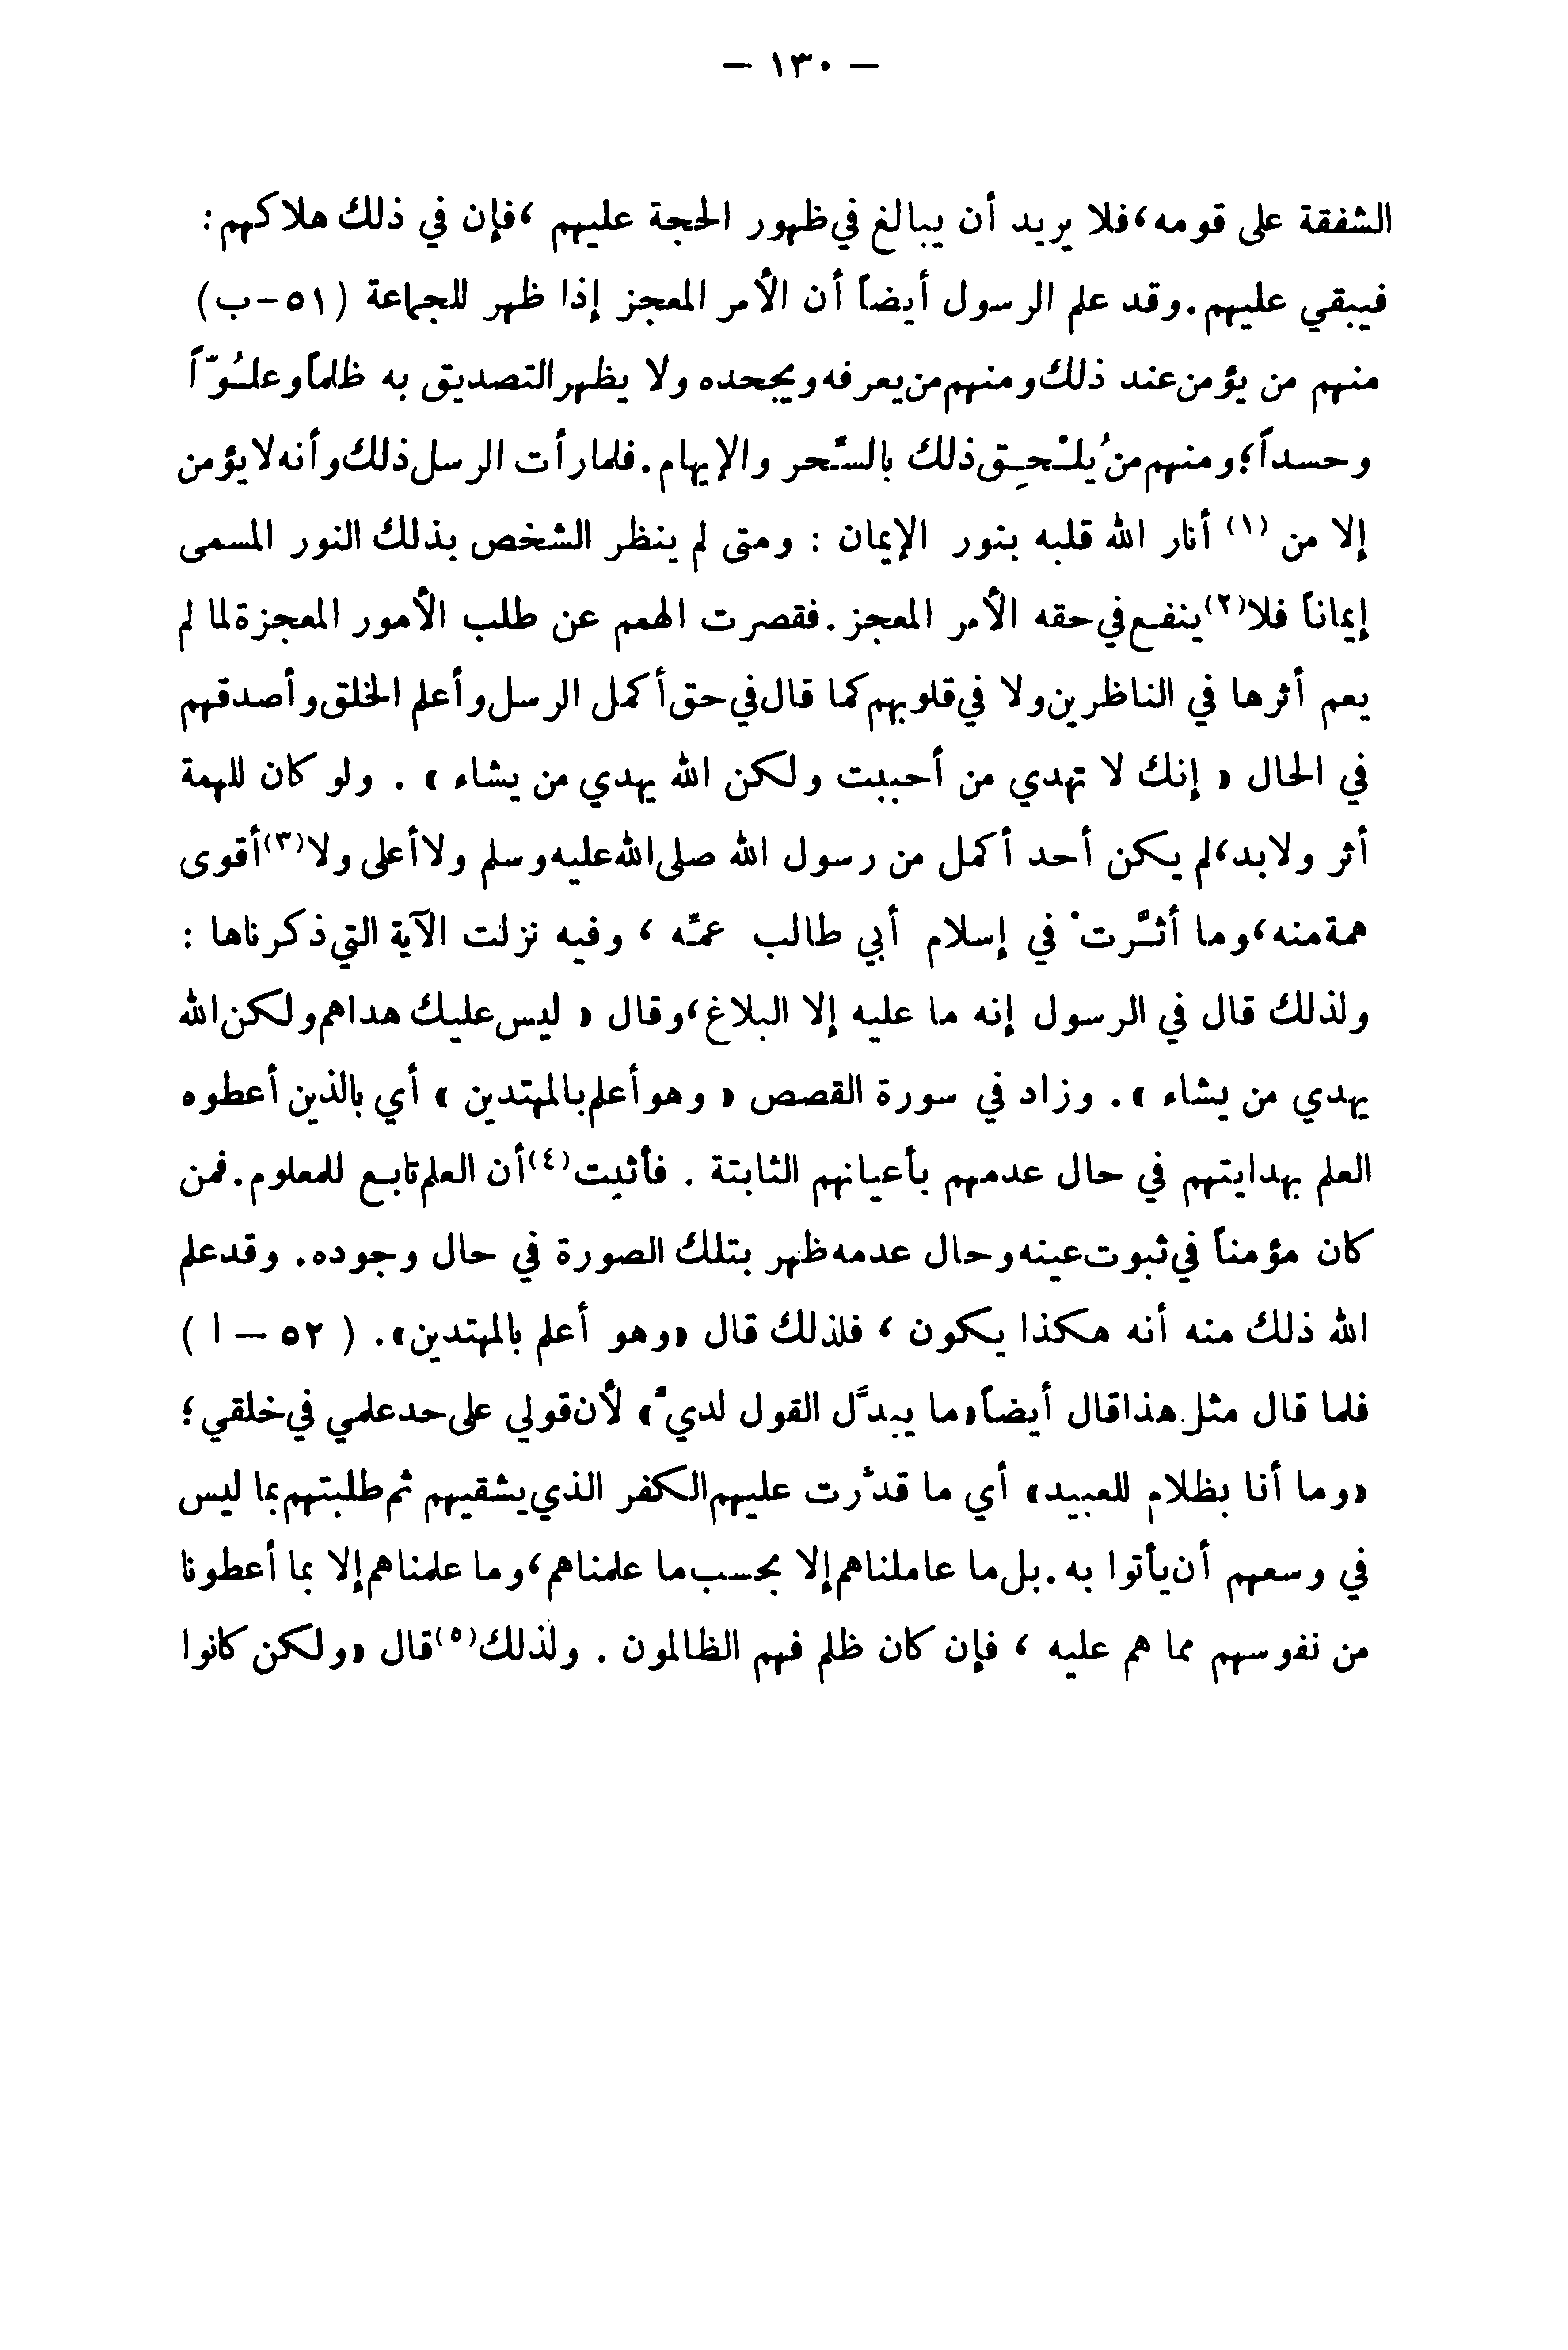 — ١٣٠ —
الشفقة على قومه، فلا يريد أن يبالغ في ظهور الحجة عليهم ، فإن في ذلك هلاكهم :
فيبقي عليهم . وقد علم الرسول أيضاً أن الأمر المعجز إذا ظهر للجماعة (٥١–ب)
منهم من يؤمن عند ذلك ومنهم من يعرفه ويجحده ولا يظهر التصديق به ظلماً وعلُوّاً
وحسداً؛ ومنهم من يُلْحِق ذلك بالسِّحر والإيهام . فلما رأت الرسل ذلك وأنه لا يؤمن
إلا من (١) أنار الله قلبه بنور الإيمان : ومتى لم ينظر الشخص بذلك النور المسمى
إيماناً فلا(٢) ينفع في حقه الأمر المعجز . فقصرت الهمم عن طلب الأمور المعجزة لما لم
يعم أثرها في الناظرين ولا في قلوبهم كما قال في حق أكمل الرسل وأعلم الخلق وأصدقهم
في الحال « إنك لا تهدي من أحببت ولكن الله يهدي من يشاء » . ولو كان للهمة
أثر ولا بد، لم يكن أحد أكمل من رسول الله صلى الله عليه وسلم ولا أعلى ولا(٣) أقوى
همة منه، وما أثَّرتْ في إسلام أبي طالب عمّه ، وفيه نزلت الآية التي ذكرناها :
ولذلك قال في الرسول إنه ما عليه إلا البلاغ، وقال « ليس عليك هداهم ولكن الله
يهدي من يشاء » . وزاد في سورة القصص « وهو أعلم بالمهتدين » أي بالذين أعطوه
العلم بهدايتهم في حال عدمهم بأعيانهم الثابتة . فأثبت(٤) أن العلم تابع للمعلوم . فمن
كان مؤمناً في ثبوت عينه وحال عدمه ظهر بتلك الصورة في حال وجوده . وقد علم
الله ذلك منه أنه هكذا يكون ، فلذلك قال «وهو أعلم بالمهتدين» . ( ٥٢ — ا )
فلما قال مثل هذا قال أيضاً «ما يبدَّل القول لديّ» لأن قولي على حد علمي في خلقي ؛
«وما أنا بظلام للعبيد» أي ما قدّرت عليهم الكفر الذي يشقيهم ثم طلبتهم بما ليس
في وسعهم أن يأتوا به . بل ما عاملناهم إلا بحسب ما علمناهم، وما علمناهم إلا بما أعطونا
من نفوسهم مما هم عليه ، فإن كان ظلم فهم الظالمون . ولذلك(٥) قال «ولكن كانوا